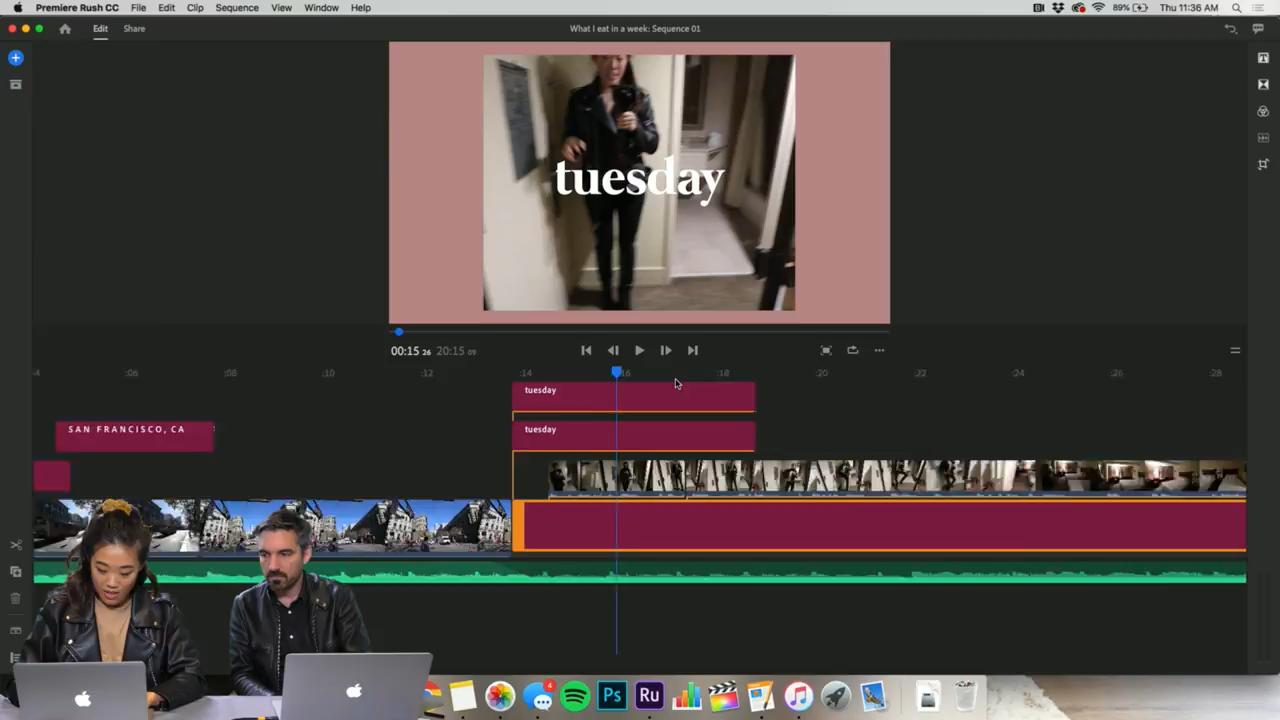 Premiere Rush CC File Edit Clip Sequence View Window Help 89% Thu 11:36 AM
Edit Share What I eat in a week: Sequence 01
tuesday
00:15 26 20:15 09
:4 :06 :08 :10 :12 :14 :16 :18 :20 :22 :24 :26 :28
tuesday
SAN FRANCISCO, CA tuesday
4
Ps Ru